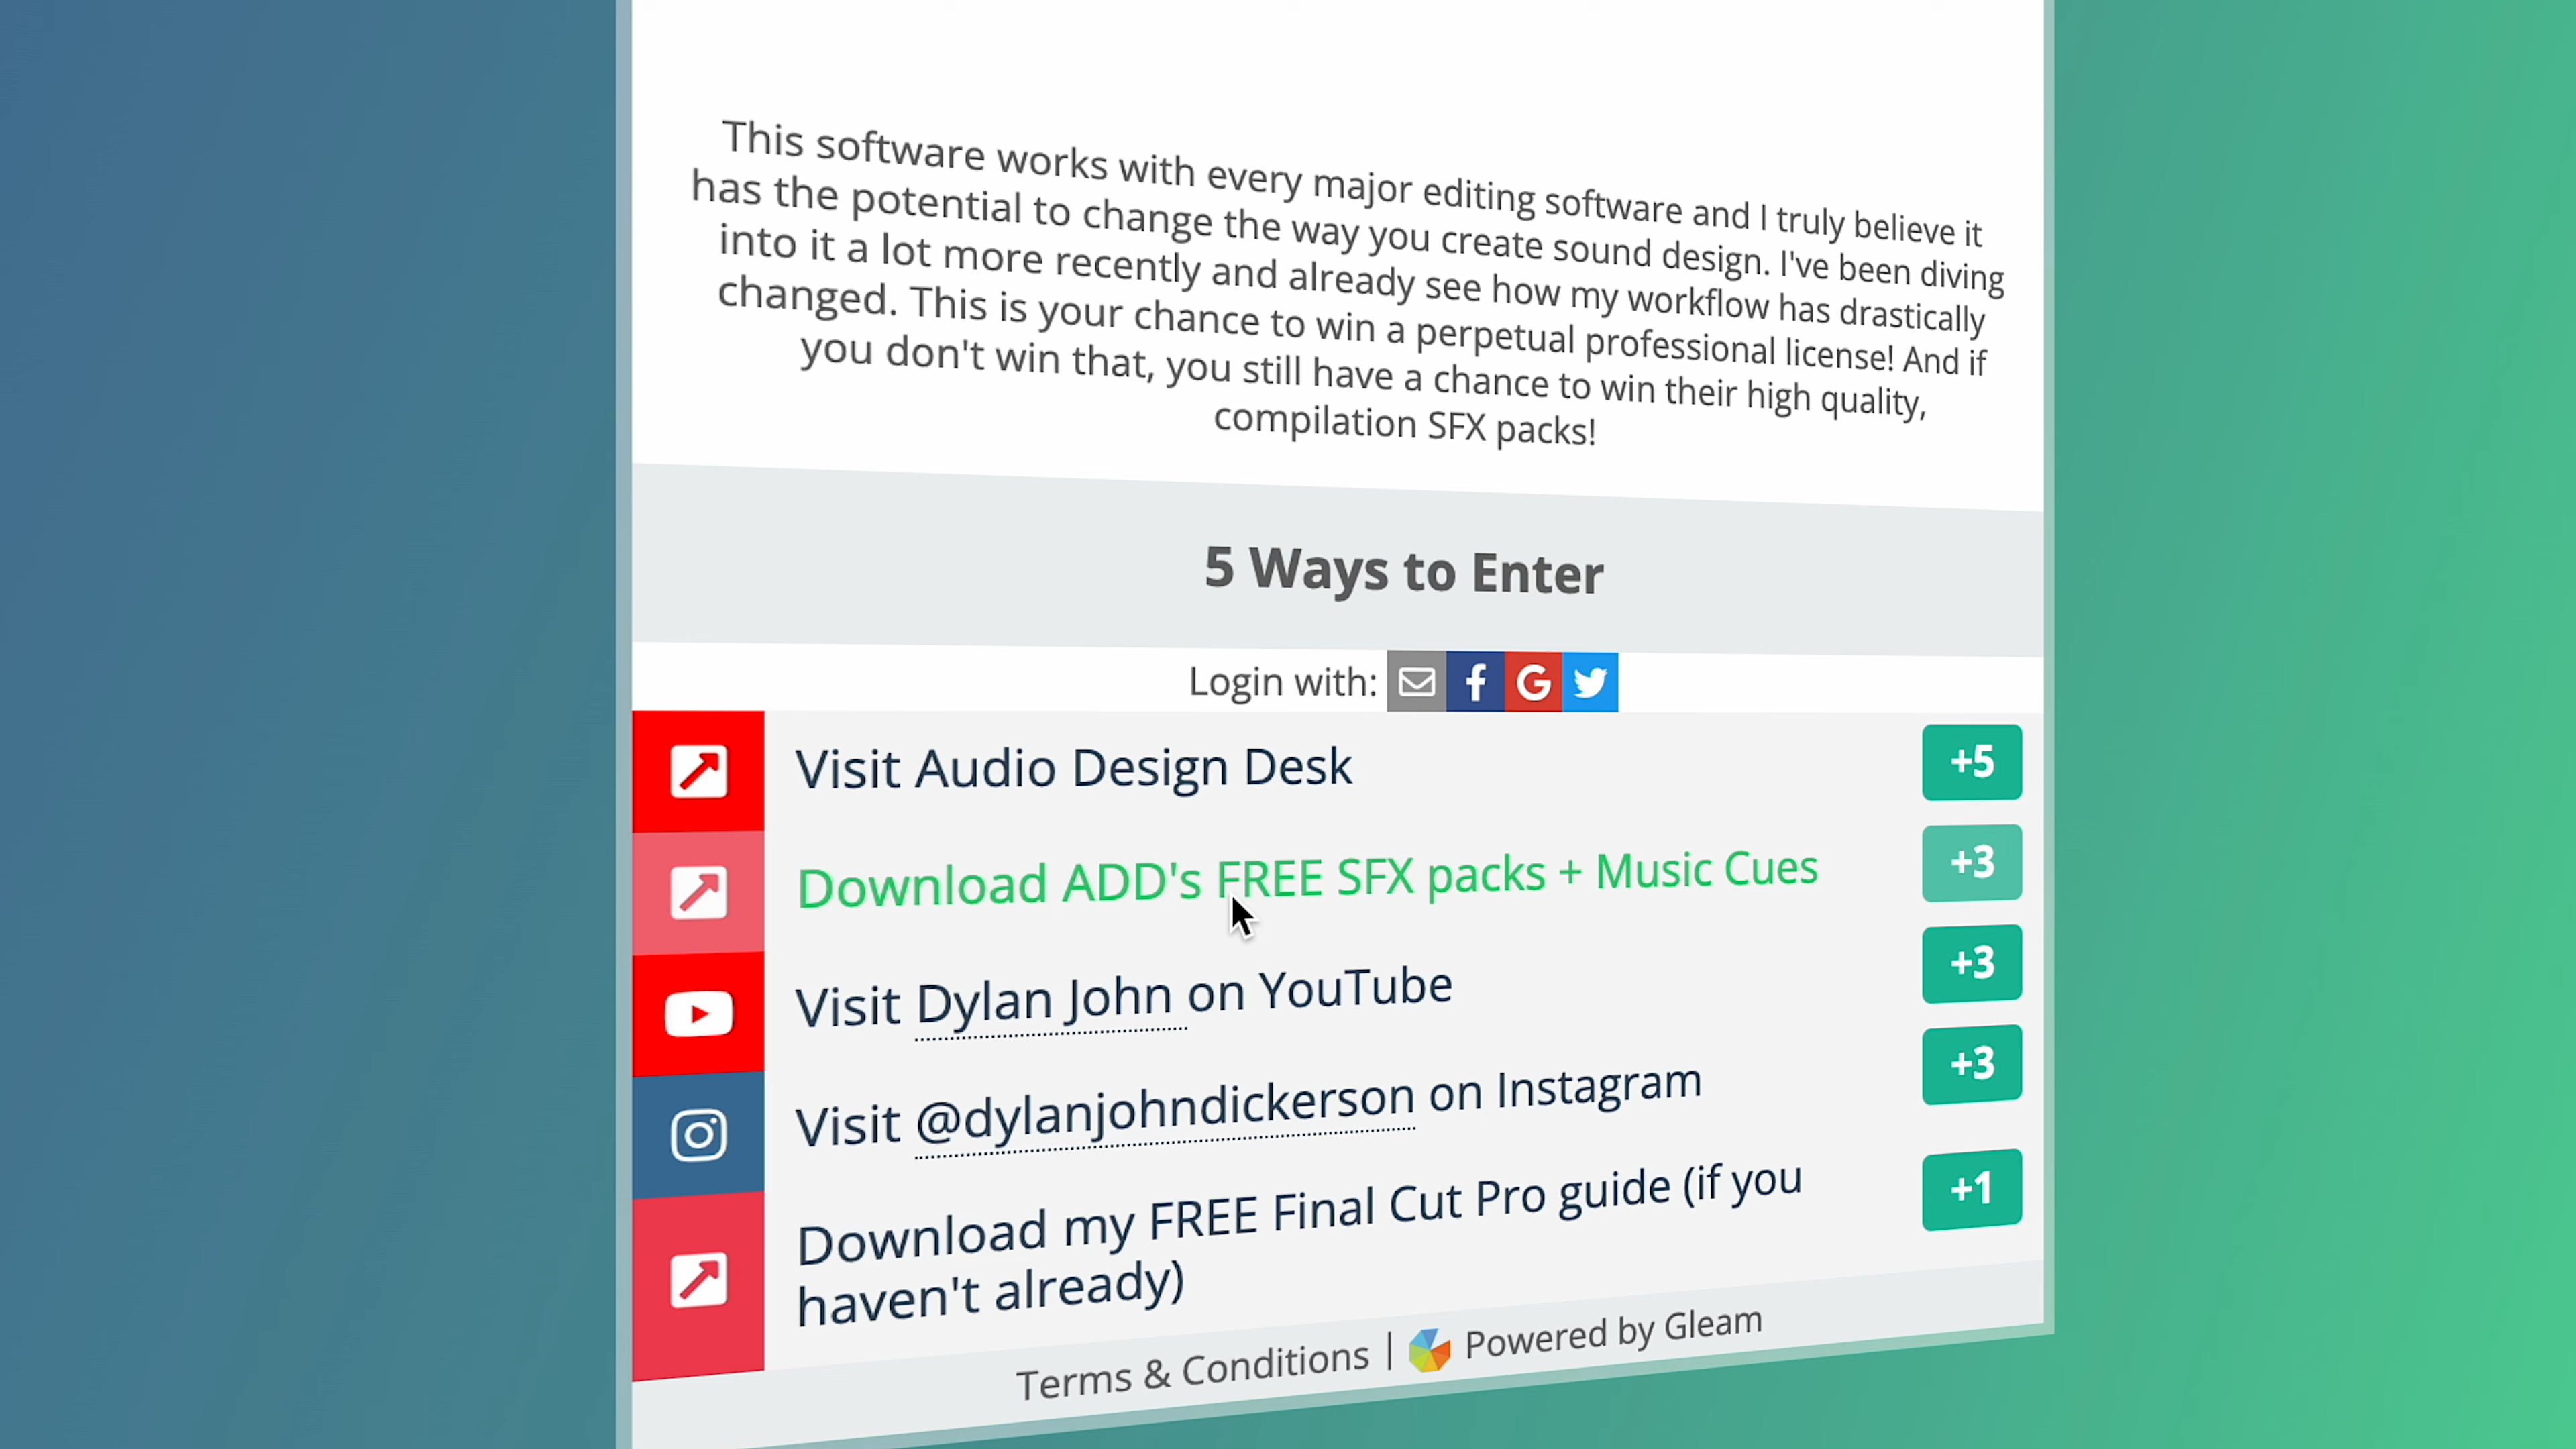 This software works with every major editing software and I truly believe it
has the potential to change the way you create sound design. I've been diving
into it a lot more recently and already see how my workflow has drastically
changed. This is your chance to win a perpetual professional license! And if
you don't win that, you still have a chance to win their high quality,
compilation SFX packs!
5 Ways to Enter
Login with:
Visit Audio Design Desk
+5
Download ADD's FREE SFX packs + Music Cues
+3
Visit Dylan John on YouTube
+3
Visit @dylanjohndickerson on Instagram
+3
Download my FREE Final Cut Pro guide (if you
haven't already)
+1
Terms & Conditions | Powered by Gleam